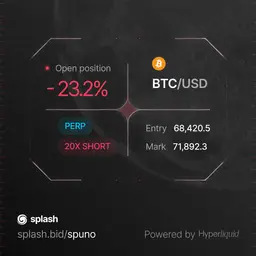 Open position
-23.2%
BTC/USD
PERP
20X SHORT
Entry 68,420.5
Mark 71,892.3
splash
splash.bid/spuno
Powered by Hyperliquid